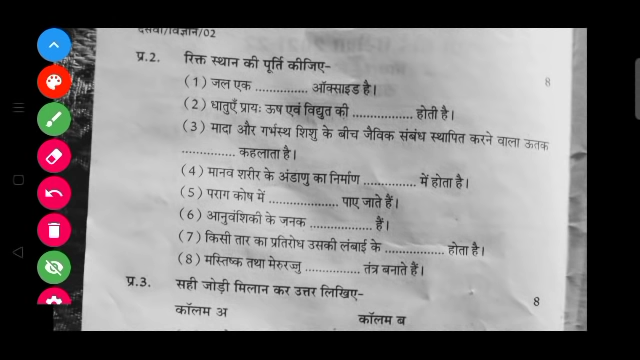 दसवीं/विज्ञान/02
प्र.2. रिक्त स्थान की पूर्ति कीजिए– 8
(1) जल एक .............. ऑक्साइड है।
(2) धातुएँ प्रायः ऊष एवं विद्युत की ................ होती है।
(3) मादा और गर्भस्थ शिशु के बीच जैविक संबंध स्थापित करने वाला ऊतक
.............. कहलाता है।
(4) मानव शरीर के अंडाणु का निर्माण .............. में होता है।
(5) पराग कोष में .................. पाए जाते हैं।
(6) आनुवंशिकी के जनक ................ हैं।
(7) किसी तार का प्रतिरोध उसकी लंबाई के ................ होता है।
(8) मस्तिष्क तथा मेरुरज्जु .............. तंत्र बनाते हैं।
प्र.3. सही जोड़ी मिलान कर उत्तर लिखिए– 8
कॉलम अ कॉलम ब